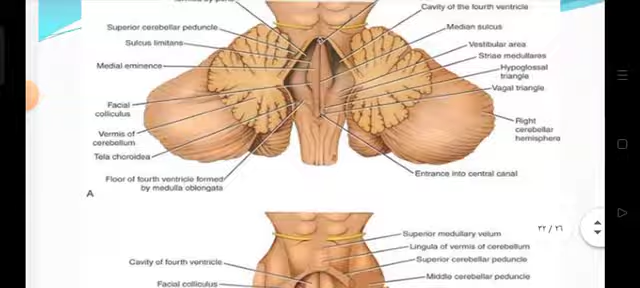 Cavity of the fourth ventricle
Superior cerebellar peduncle
Median sulcus
Sulcus limitans
Vestibular area
Striae medullares
Medial eminence
Hypoglossal
triangle
Vagal triangle
Facial
colliculus
Right
cerebellar
hemisphere
Vermis of
cerebellum
Tela choroidea
Entrance into central canal
Floor of fourth ventricle formed
by medulla oblongata
A
٢٦ / ٣٢
Superior medullary velum
Lingula of vermis of cerebellum
Superior cerebellar peduncle
Cavity of fourth ventricle
Middle cerebellar peduncle
Facial colliculus